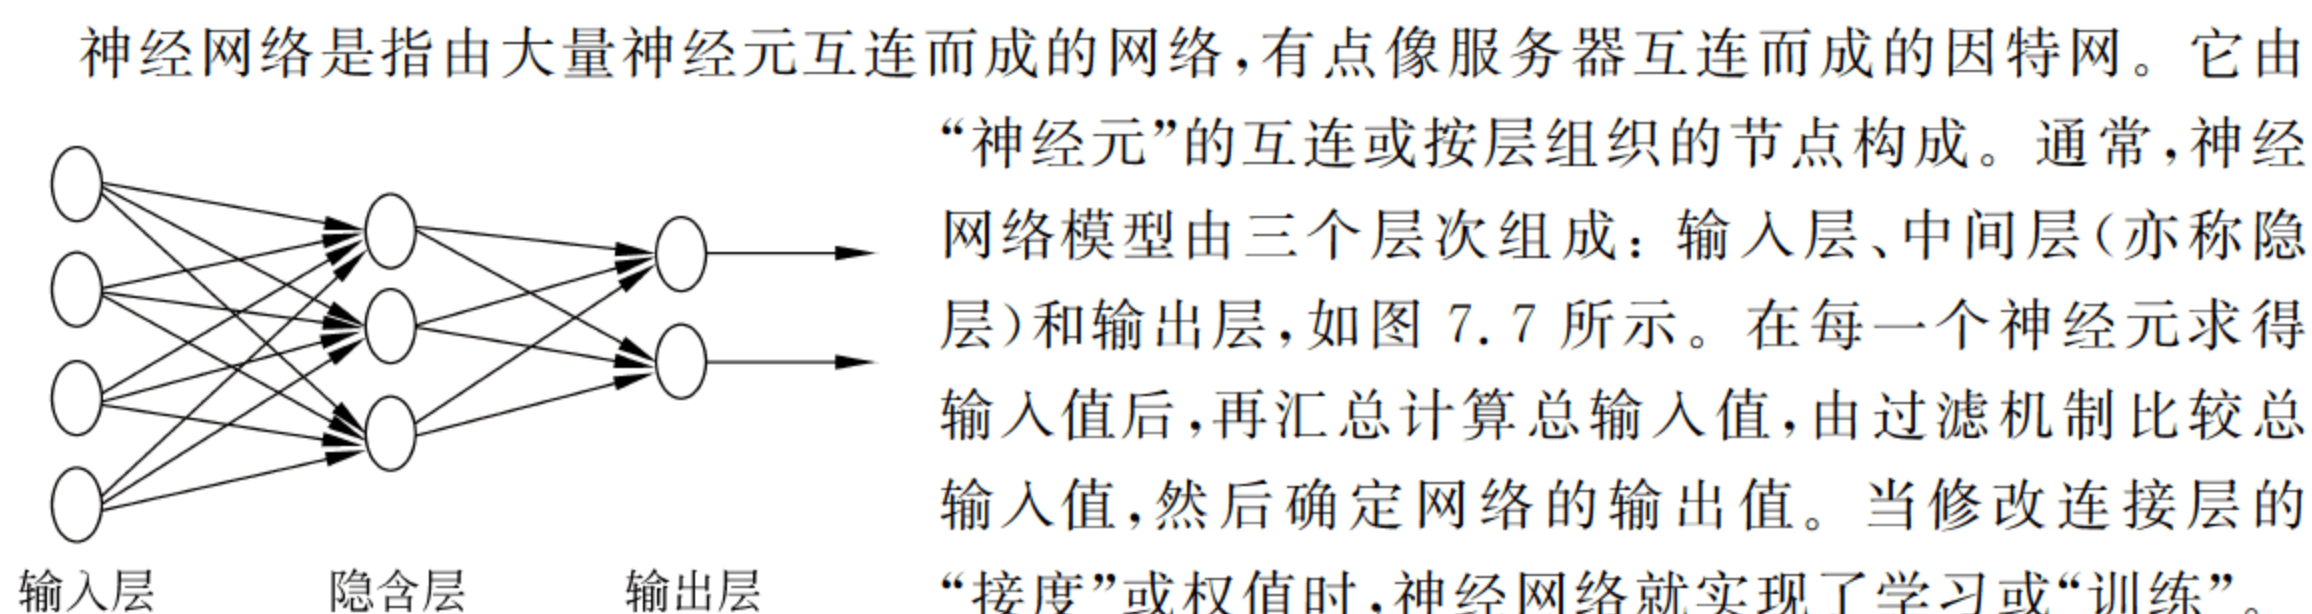 神经网络是指由大量神经元互连而成的网络,有点像服务器互连而成的因特网。它由
“神经元”的互连或按层组织的节点构成。通常,神经
网络模型由三个层次组成：输入层、中间层(亦称隐
层)和输出层,如图 7.7 所示。在每一个神经元求得
输入值后,再汇总计算总输入值,由过滤机制比较总
输入值,然后确定网络的输出值。当修改连接层的
“接度”或权值时,神经网络就实现了学习或“训练”。
输入层
隐含层
输出层